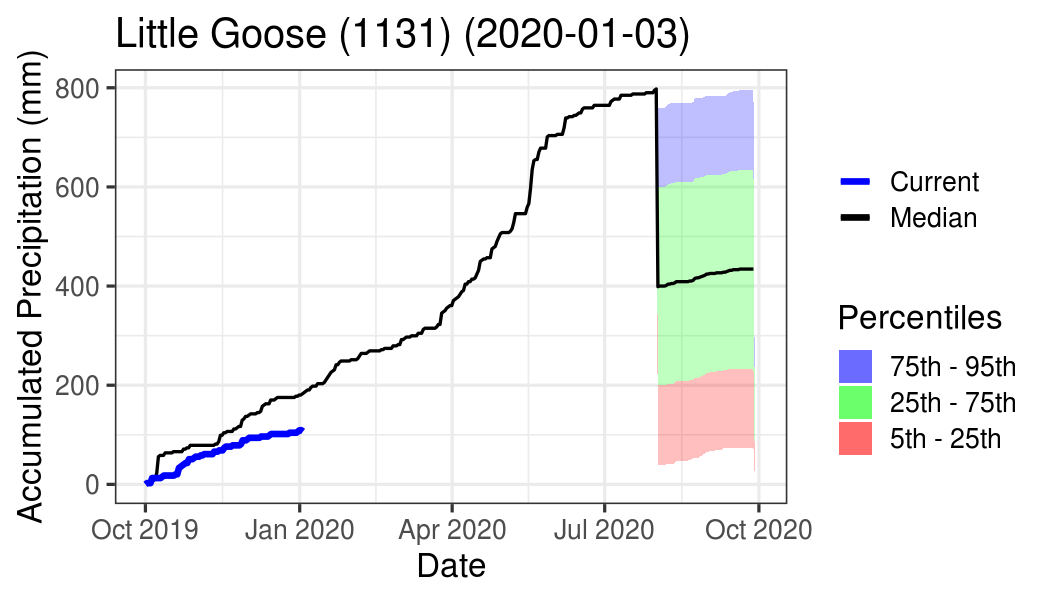 Little Goose (1131) (2020-01-03)
Accumulated Precipitation (mm)
800
600
400
200
0
Oct 2019
Jan 2020
Apr 2020
Jul 2020
Oct 2020
Date
Current
Median
Percentiles
75th - 95th
25th - 75th
5th - 25th